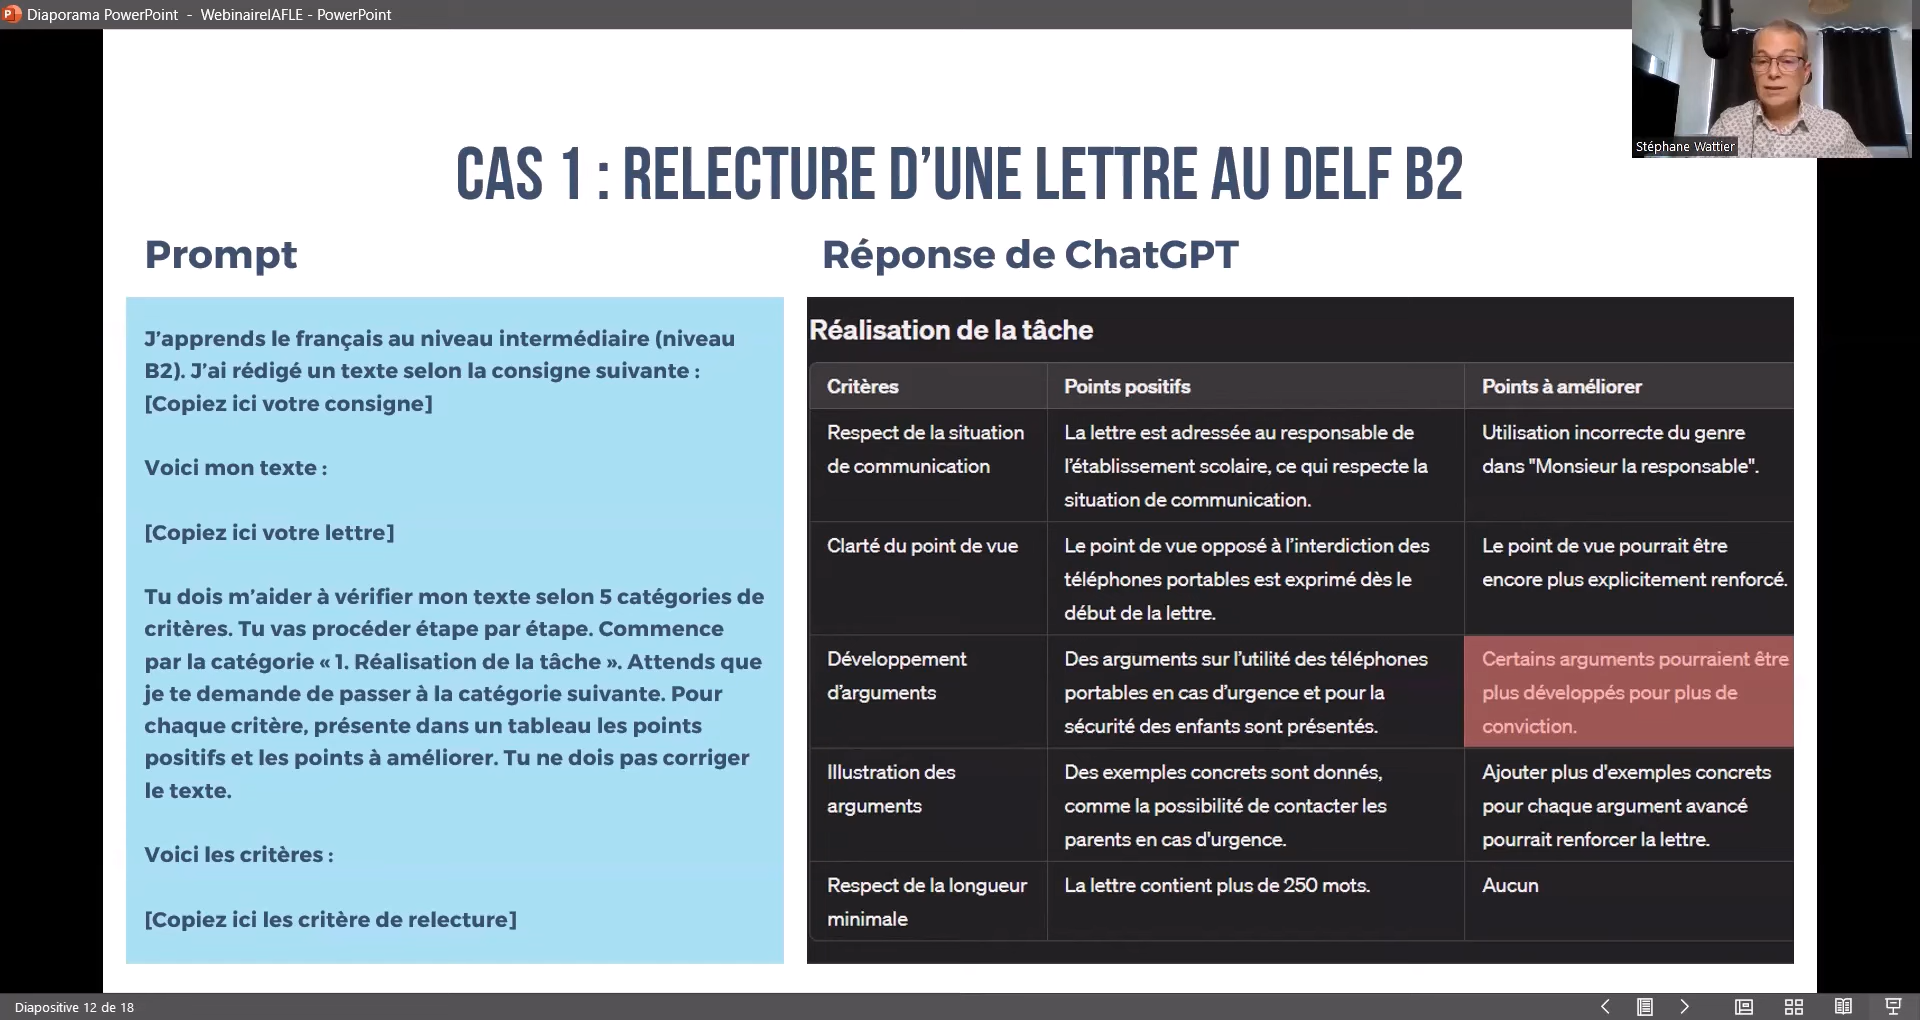 Diaporama PowerPoint - WebinaireIAFLE - PowerPoint
Stéphane Wattier
CAS 1 : RELECTURE D’UNE LETTRE AU DELF B2
Prompt
J’apprends le français au niveau intermédiaire (niveau
B2). J’ai rédigé un texte selon la consigne suivante :
[Copiez ici votre consigne]
Voici mon texte :
[Copiez ici votre lettre]
Tu dois m’aider à vérifier mon texte selon 5 catégories de
critères. Tu vas procéder étape par étape. Commence
par la catégorie « 1. Réalisation de la tâche ». Attends que
je te demande de passer à la catégorie suivante. Pour
chaque critère, présente dans un tableau les points
positifs et les points à améliorer. Tu ne dois pas corriger
le texte.
Voici les critères :
[Copiez ici les critère de relecture]
Réponse de ChatGPT
Réalisation de la tâche
Critères
Points positifs
Points à améliorer
Respect de la situation
de communication
La lettre est adressée au responsable de
l’établissement scolaire, ce qui respecte la
situation de communication.
Utilisation incorrecte du genre
dans "Monsieur la responsable".
Clarté du point de vue
Le point de vue opposé à l’interdiction des
téléphones portables est exprimé dès le
début de la lettre.
Le point de vue pourrait être
encore plus explicitement renforcé.
Développement
d’arguments
Des arguments sur l’utilité des téléphones
portables en cas d’urgence et pour la
sécurité des enfants sont présentés.
Certains arguments pourraient être
plus développés pour plus de
conviction.
Illustration des
arguments
Des exemples concrets sont donnés,
comme la possibilité de contacter les
parents en cas d'urgence.
Ajouter plus d'exemples concrets
pour chaque argument avancé
pourrait renforcer la lettre.
Respect de la longueur
minimale
La lettre contient plus de 250 mots.
Aucun
Diapositive 12 de 18